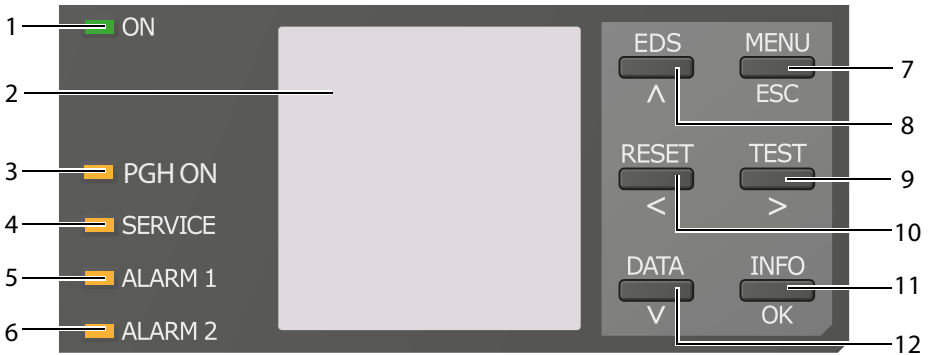 1 ON
EDS MENU
7
2
∧ ESC
8
RESET TEST
3 PGH ON
9
< >
4 SERVICE
10
DATA INFO
5 ALARM 1
11
∨ OK
6 ALARM 2
12